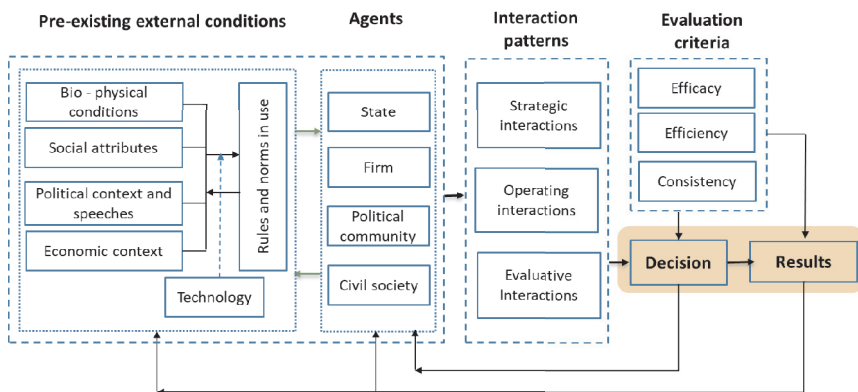 Pre-existing external conditions
Agents
Interaction
patterns
Evaluation
criteria
Bio - physical
conditions
Social attributes
Political context and
speeches
Economic context
Technology
Rules and norms in use
State
Firm
Political
community
Civil society
Strategic
interactions
Operating
interactions
Evaluative
Interactions
Efficacy
Efficiency
Consistency
Decision
Results